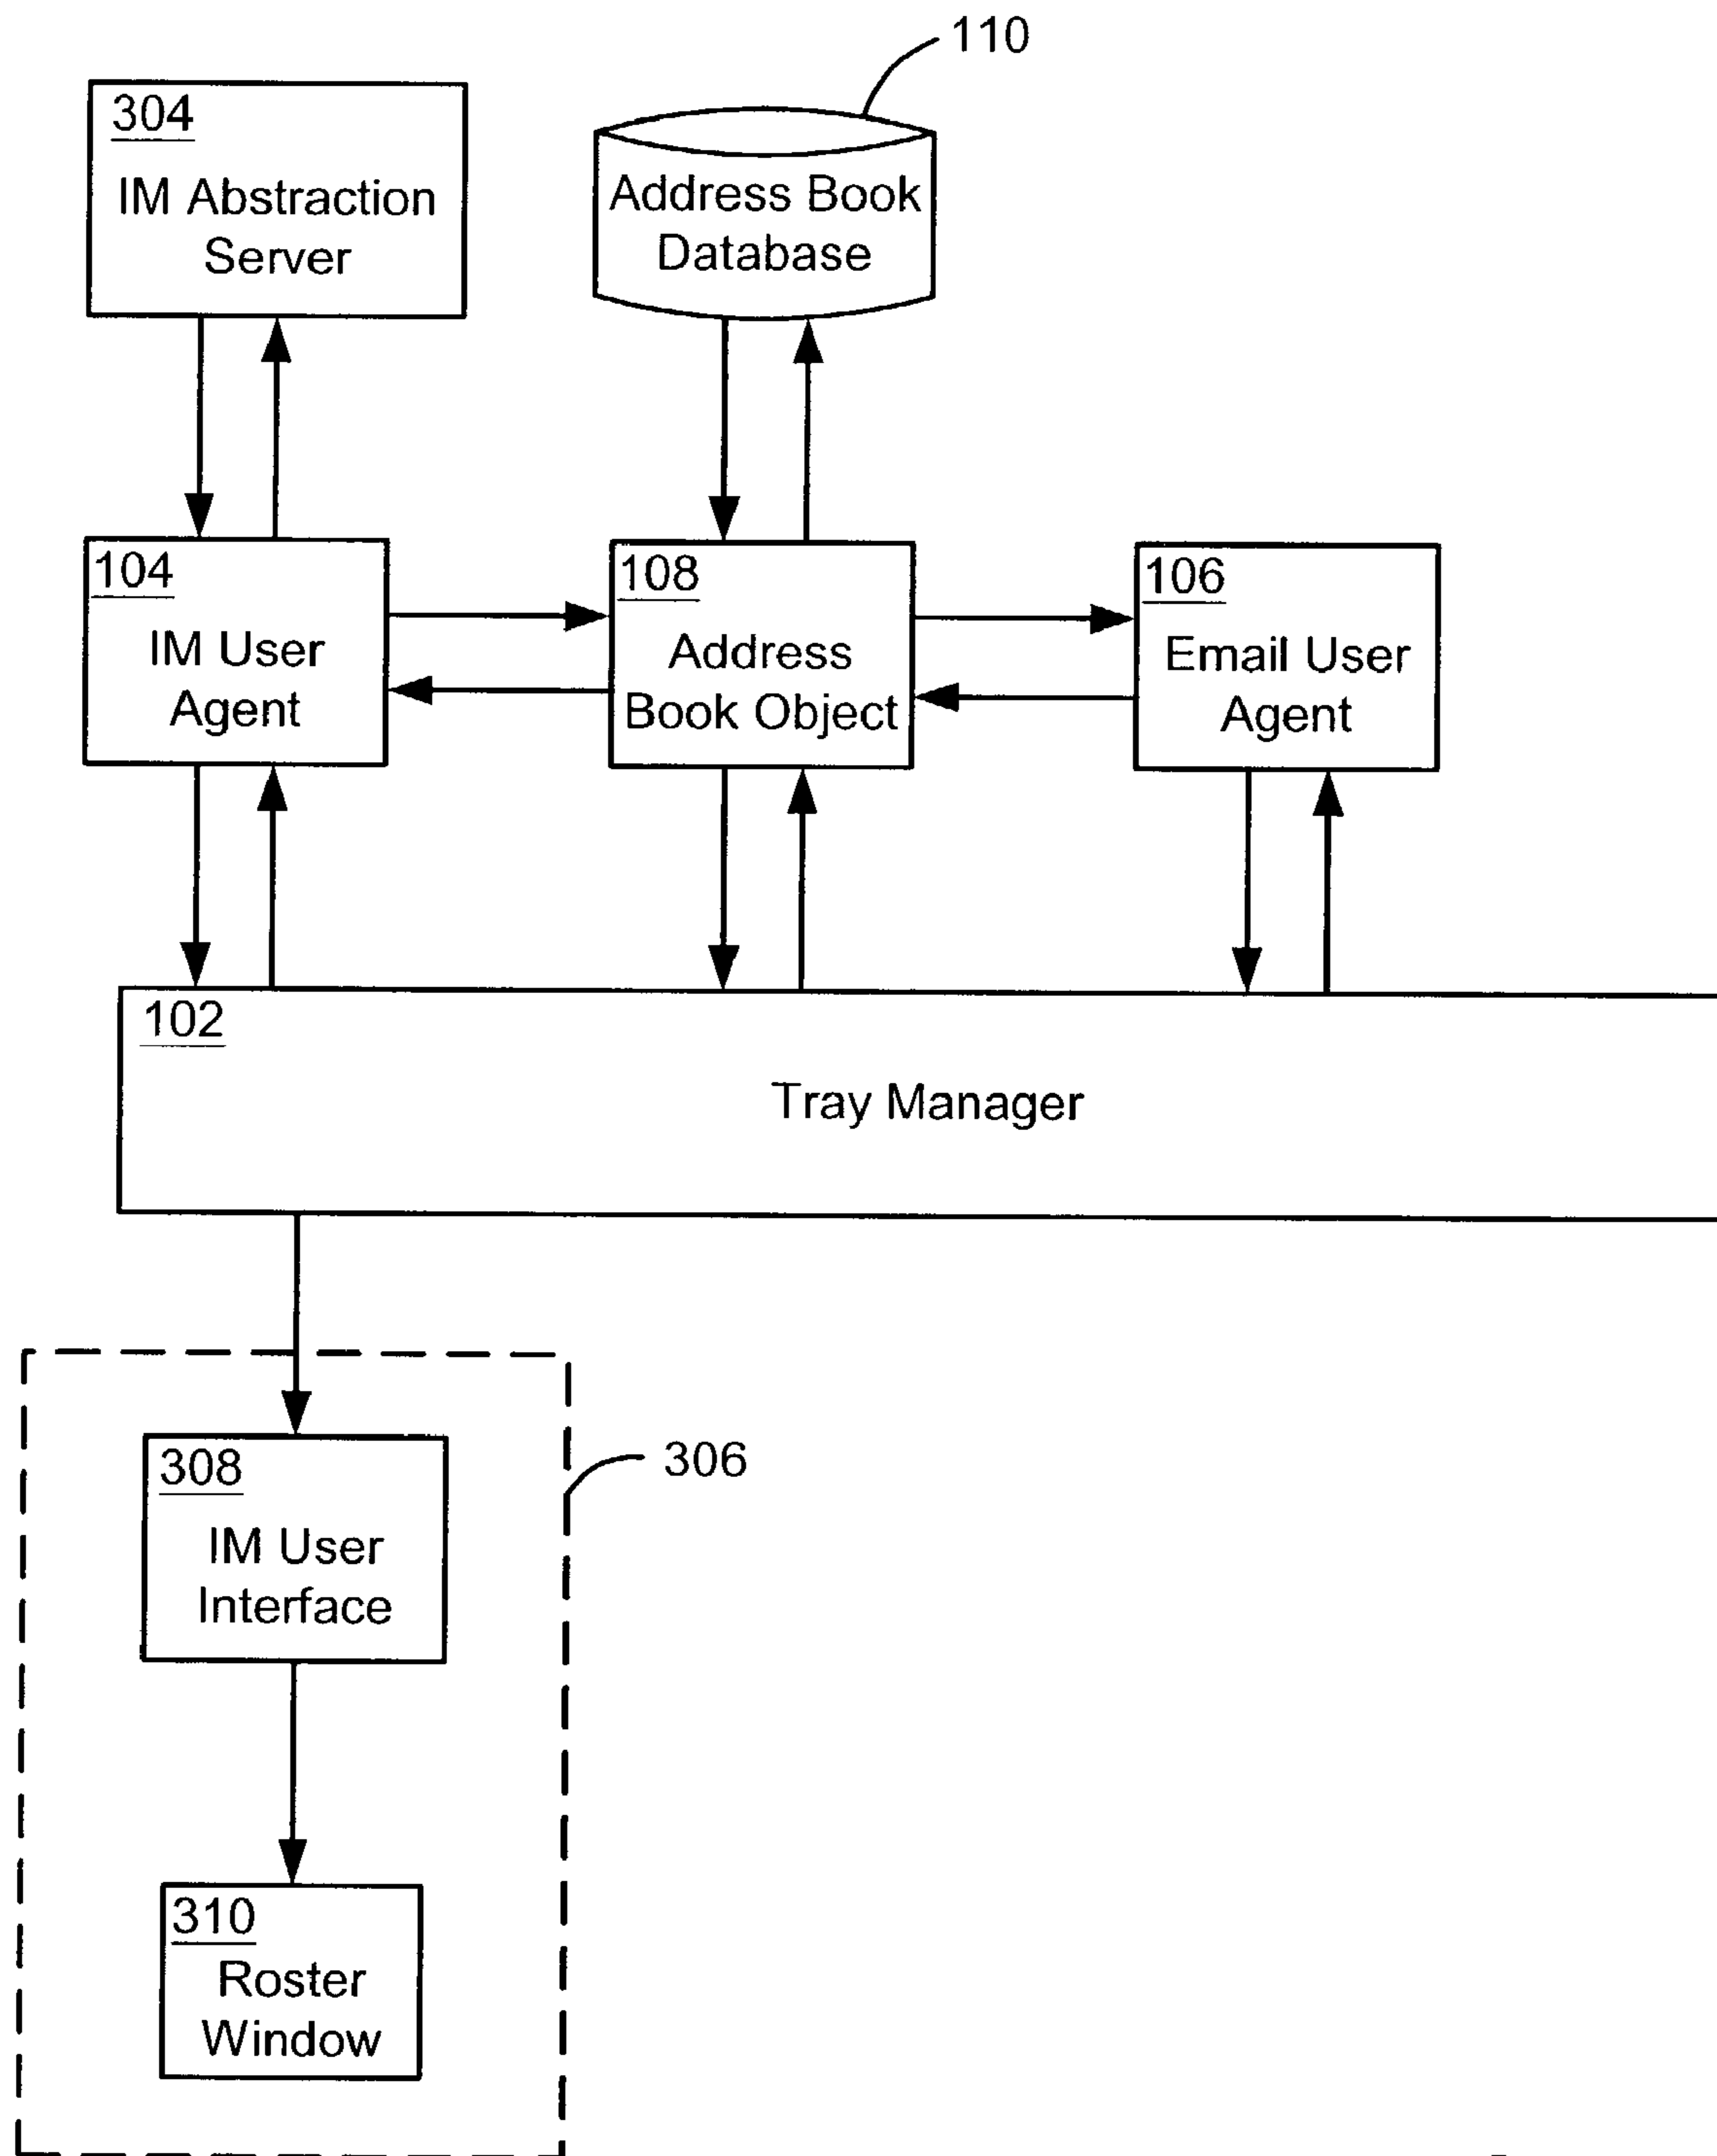 110
304
IM Abstraction
Server
Address Book
Database
104
IM User
Agent
108
Address
Book Object
106
Email User
Agent
102
Tray Manager
308
IM User
Interface
306
310
Roster
Window